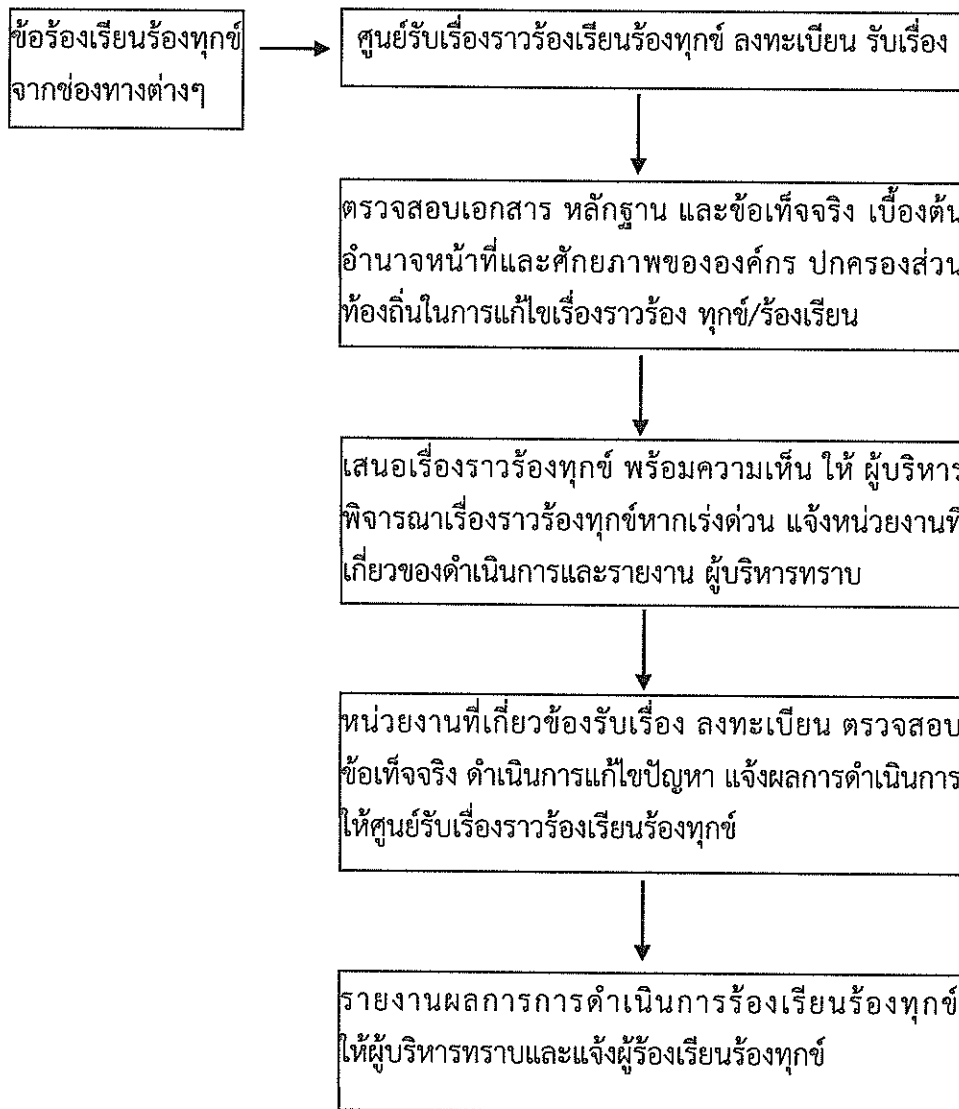 ข้อร้องเรียนร้องทุกข์
จากช่องทางต่างๆ
ศูนย์รับเรื่องราวร้องเรียนร้องทุกข์ ลงทะเบียน รับเรื่อง
ตรวจสอบเอกสาร หลักฐาน และข้อเท็จจริง เบื้องต้น
อำนาจหน้าที่และศักยภาพขององค์กร ปกครองส่วน
ท้องถิ่นในการแก้ไขเรื่องราวร้อง ทุกข์/ร้องเรียน
เสนอเรื่องราวร้องทุกข์ พร้อมความเห็น ให้ ผู้บริหาร
พิจารณาเรื่องราวร้องทุกข์หากเร่งด่วน แจ้งหน่วยงานที
เกี่ยวของดำเนินการและรายงาน ผู้บริหารทราบ
หน่วยงานที่เกี่ยวข้องรับเรื่อง ลงทะเบียน ตรวจสอบ
ข้อเท็จจริง ดำเนินการแก้ไขปัญหา แจ้งผลการดำเนินการ
ให้ศูนย์รับเรื่องราวร้องเรียนร้องทุกข์
รายงานผลการการดำเนินการร้องเรียนร้องทุกข์
ให้ผู้บริหารทราบและแจ้งผู้ร้องเรียนร้องทุกข์